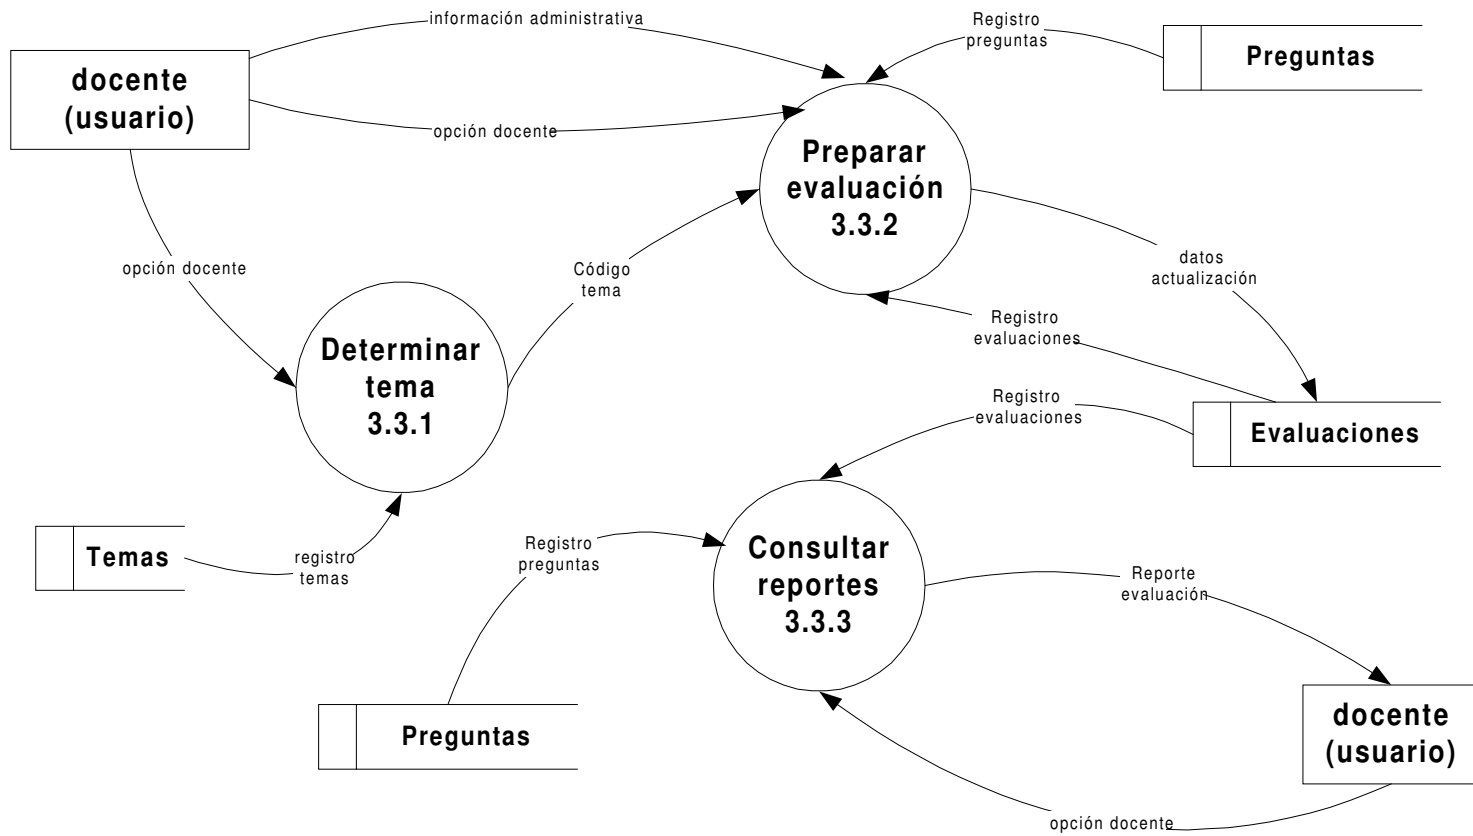 información administrativa
Registro
preguntas
Preguntas
docente
(usuario)
opción docente
Preparar
evaluación
3.3.2
opción docente
Código
tema
datos
actualización
Registro
evaluaciones
Determinar
tema
3.3.1
Registro
evaluaciones
Evaluaciones
Temas
registro
temas
Registro
preguntas
Consultar
reportes
3.3.3
Reporte
evaluación
Preguntas
docente
(usuario)
opción docente